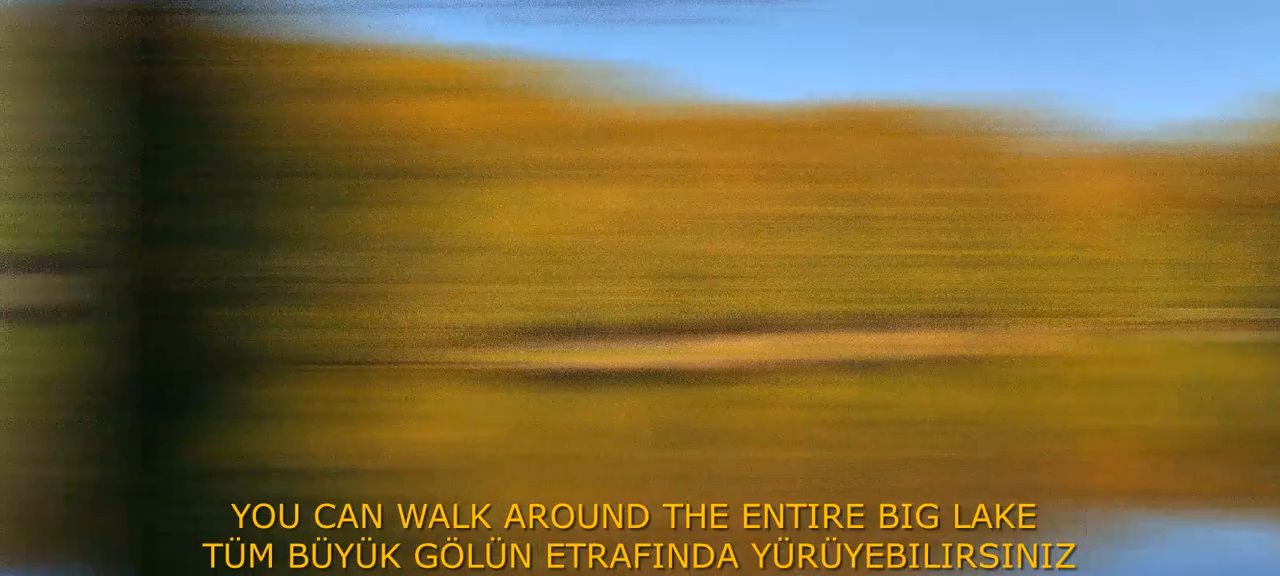 YOU CAN WALK AROUND THE ENTIRE BIG LAKE
TÜM BÜYÜK GÖLÜN ETRAFINDA YÜRÜYEBILIRSINIZ